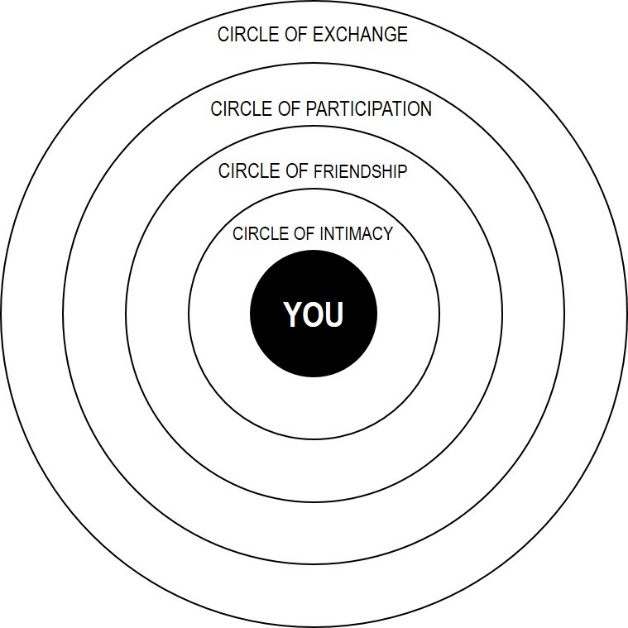 CIRCLE OF EXCHANGE
CIRCLE OF PARTICIPATION
CIRCLE OF FRIENDSHIP
CIRCLE OF INTIMACY
YOU